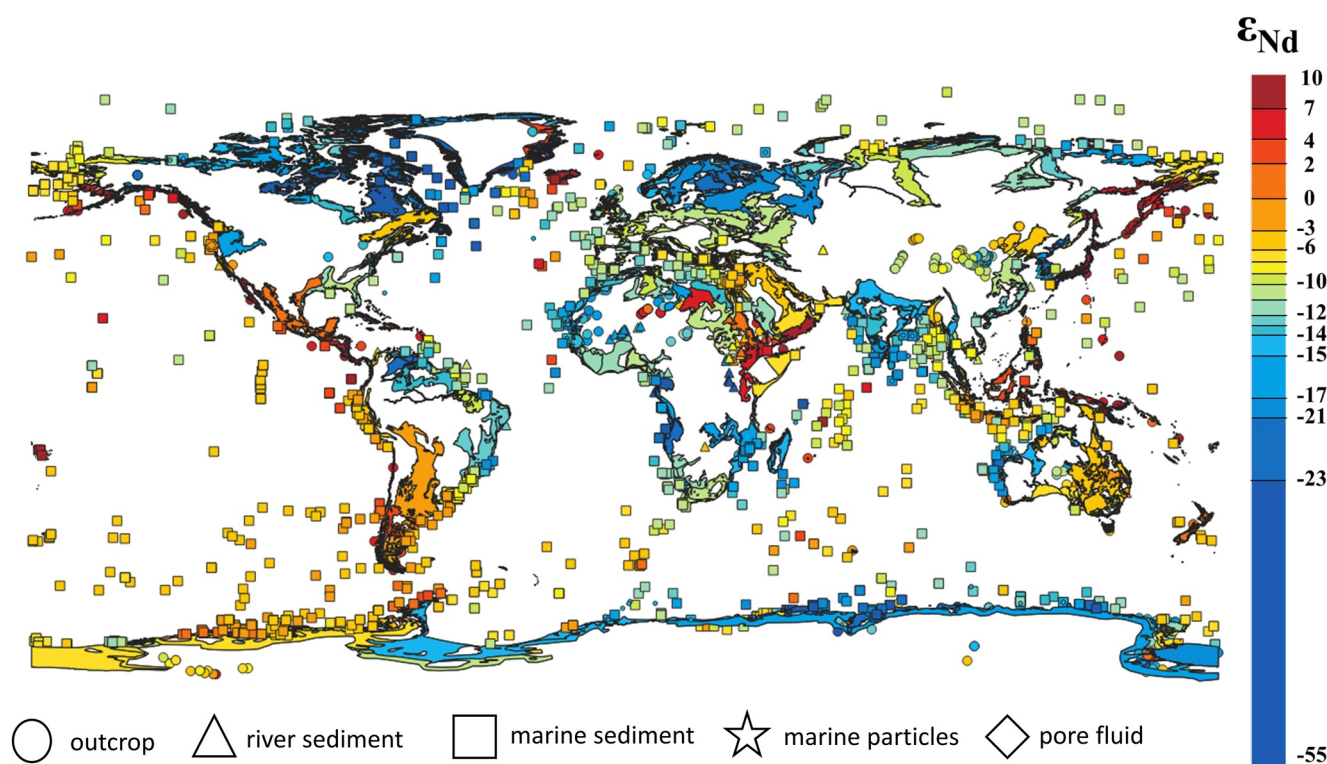 εNd
10
7
4
2
0
-3
-6
-10
-12
-14
-15
-17
-21
-23
-55
outcrop
river sediment
marine sediment
marine particles
pore fluid